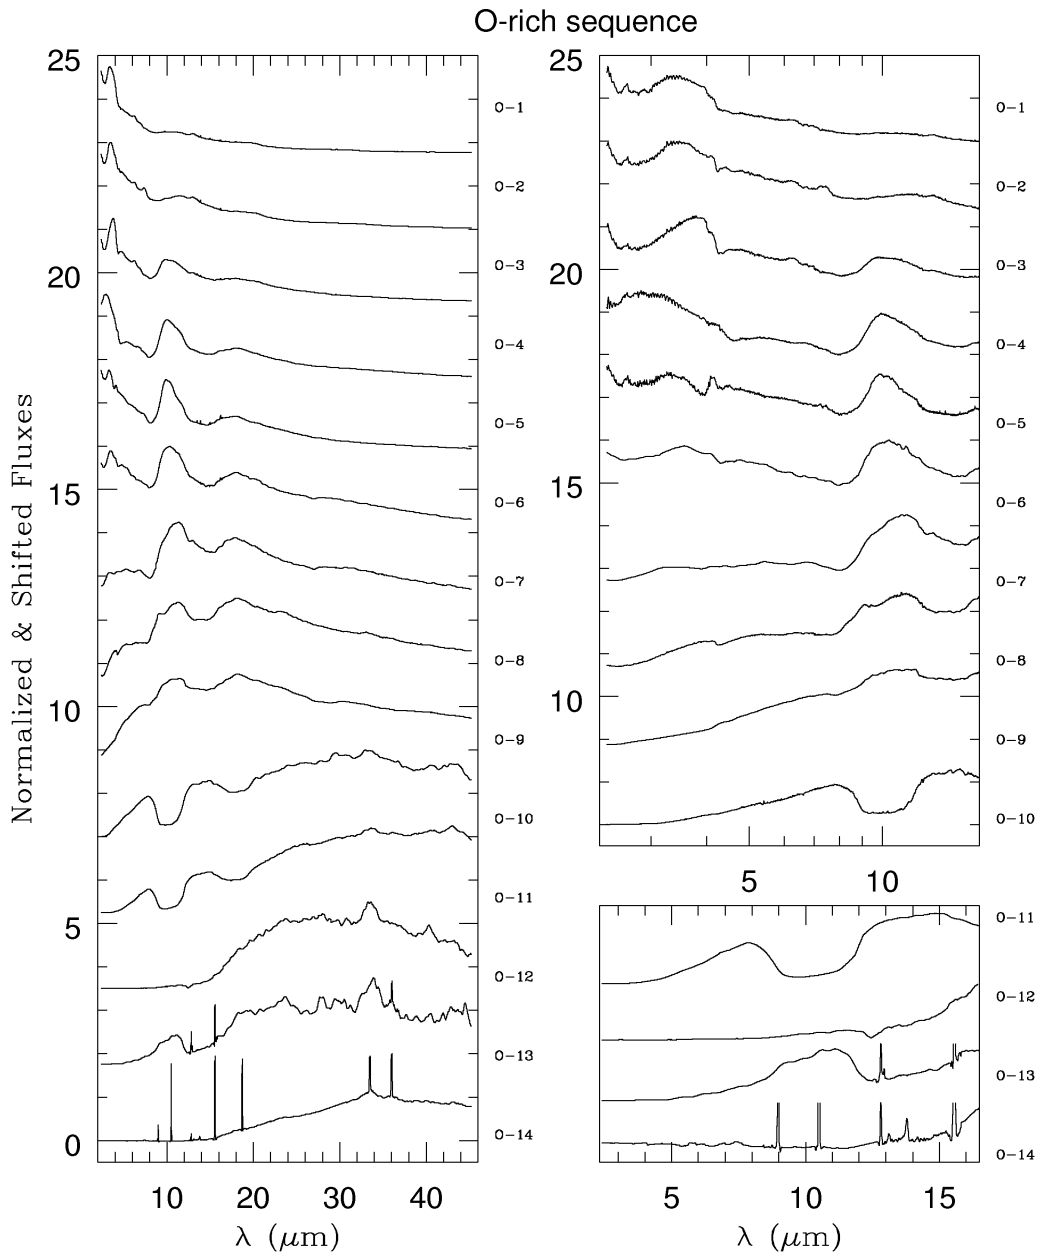 O-rich sequence
25
20
15
10
5
0
Normalized & Shifted Fluxes
O-1
O-2
O-3
O-4
O-5
O-6
O-7
O-8
O-9
O-10
O-11
O-12
O-13
O-14
10 20 30 40
λ (μm)
25
20
15
10
O-1
O-2
O-3
O-4
O-5
O-6
O-7
O-8
O-9
O-10
5 10
O-11
O-12
O-13
O-14
5 10 15
λ (μm)